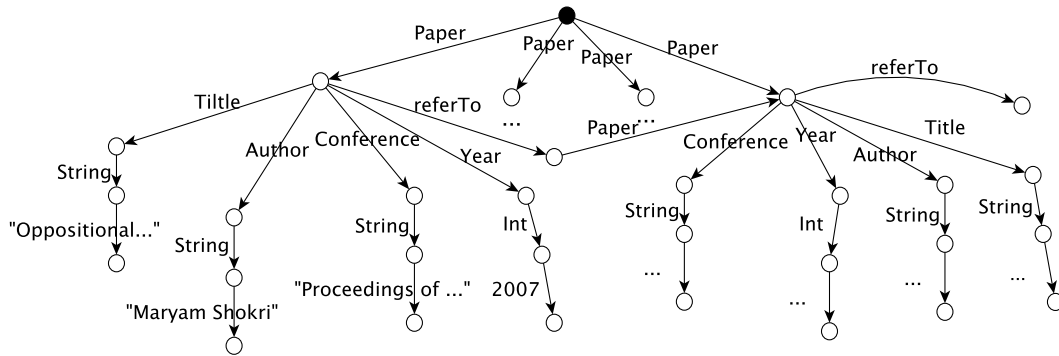 Paper
Paper
Paper
Paper
referTo
Tiltle
referTo
...
...
Paper
Title
Author
Conference
Year
Conference
Year
Author
String
String
String
Int
String
Int
String
String
"Oppositional..."
...
...
...
...
"Maryam Shokri"
"Proceedings of ..."
2007